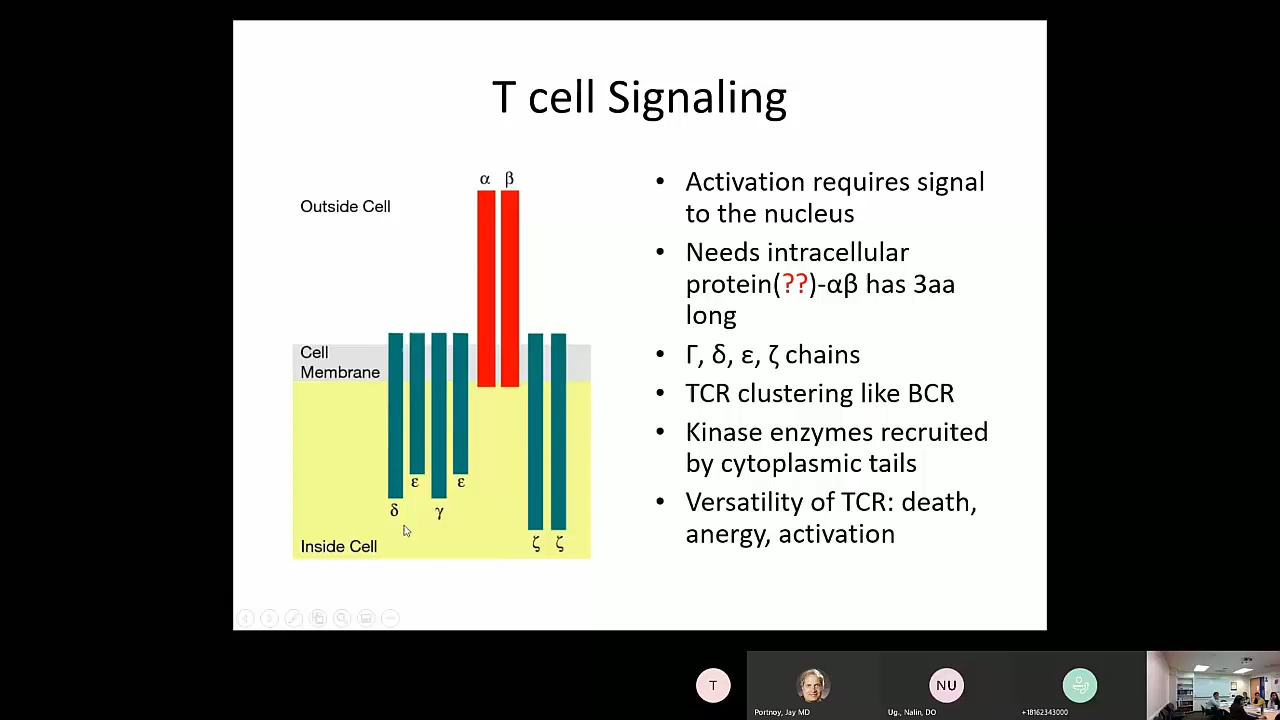 T cell Signaling
α β
Outside Cell
Cell
Membrane
ε ε
δ γ
Inside Cell
ζ ζ
• Activation requires signal
to the nucleus
• Needs intracellular
protein(??)-αβ has 3aa
long
• Γ, δ, ε, ζ chains
• TCR clustering like BCR
• Kinase enzymes recruited
by cytoplasmic tails
• Versatility of TCR: death,
anergy, activation
T
NU
Portnoy, Jay MD
Ug., Nalin, DO
+18162343000